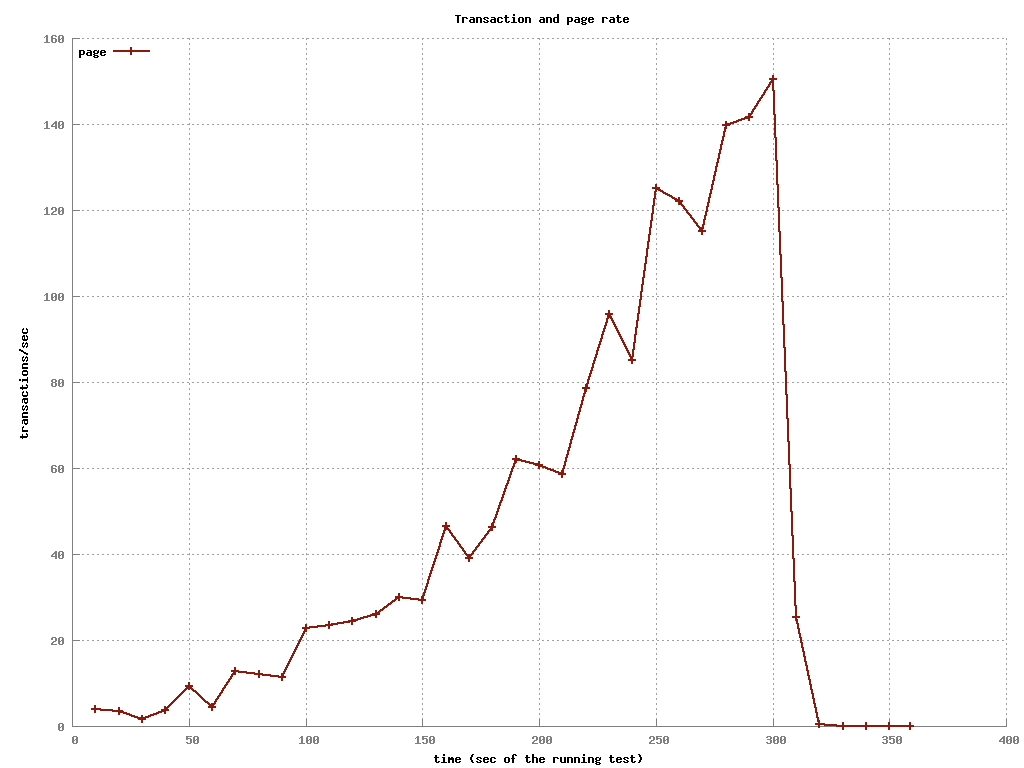 Transaction and page rate
page
160
140
120
100
80
60
40
20
0
transactions/sec
0 50 100 150 200 250 300 350 400
time (sec of the running test)